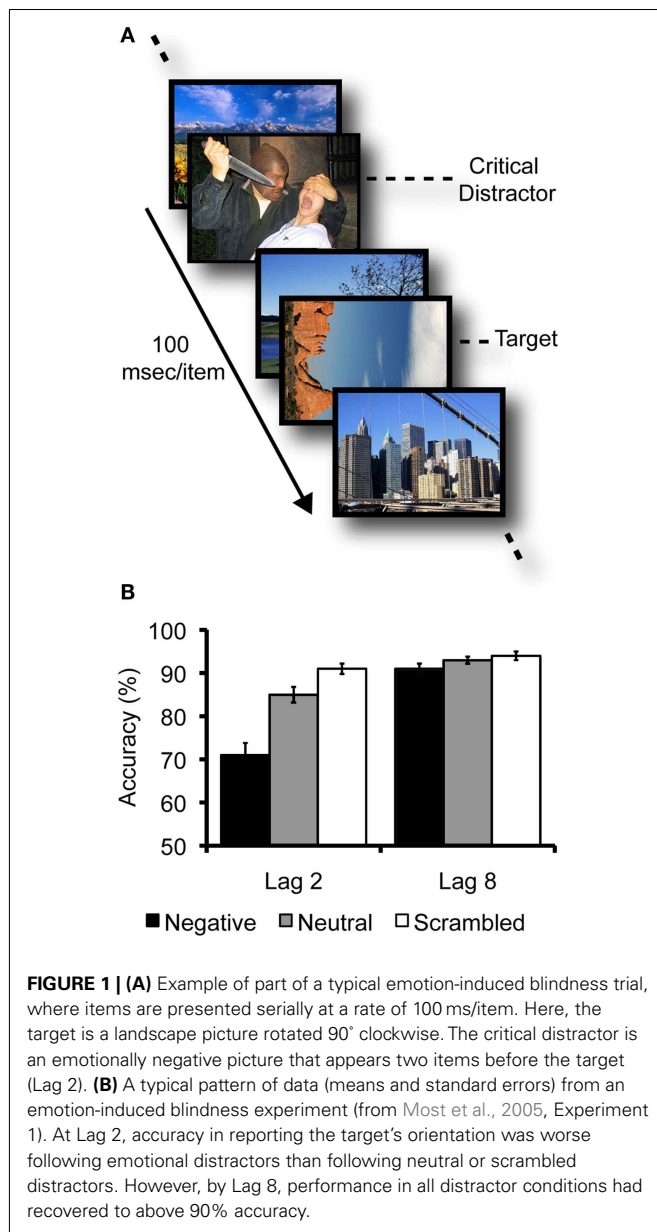 A
Critical
Distractor
Target
100
msec/item
B
100
90
80
70
60
50
Accuracy (%)
Lag 2 Lag 8
Negative Neutral Scrambled
FIGURE 1 | (A) Example of part of a typical emotion-induced blindness trial,
where items are presented serially at a rate of 100 ms/item. Here, the
target is a landscape picture rotated 90° clockwise. The critical distractor is
an emotionally negative picture that appears two items before the target
(Lag 2). (B) A typical pattern of data (means and standard errors) from an
emotion-induced blindness experiment (from Most et al., 2005, Experiment
1). At Lag 2, accuracy in reporting the target's orientation was worse
following emotional distractors than following neutral or scrambled
distractors. However, by Lag 8, performance in all distractor conditions had
recovered to above 90% accuracy.